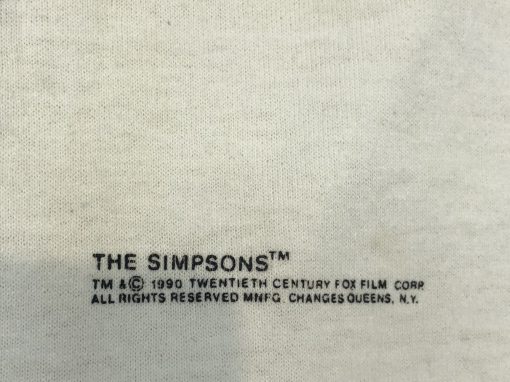 THE SIMPSONS™
TM & © 1990 TWENTIETH CENTURY FOX FILM CORP
ALL RIGHTS RESERVED MNFG. CHANGES QUEENS, N.Y.